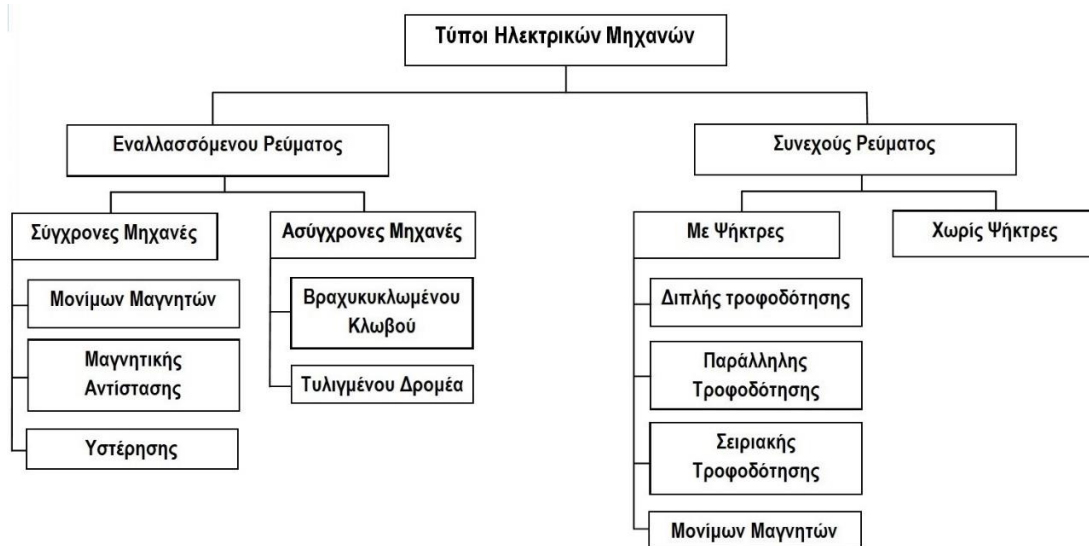 Τύποι Ηλεκτρικών Μηχανών
Εναλλασσόμενου Ρεύματος
Συνεχούς Ρεύματος
Σύγχρονες Μηχανές
Ασύγχρονες Μηχανές
Με Ψήκτρες
Χωρίς Ψήκτρες
Μονίμων Μαγνητών
Μαγνητικής
Αντίστασης
Υστέρησης
Βραχυκυκλωμένου
Κλωβού
Τυλιγμένου Δρομέα
Διπλής τροφοδότησης
Παράλληλης
Τροφοδότησης
Σειριακής
Τροφοδότησης
Μονίμων Μαγνητών